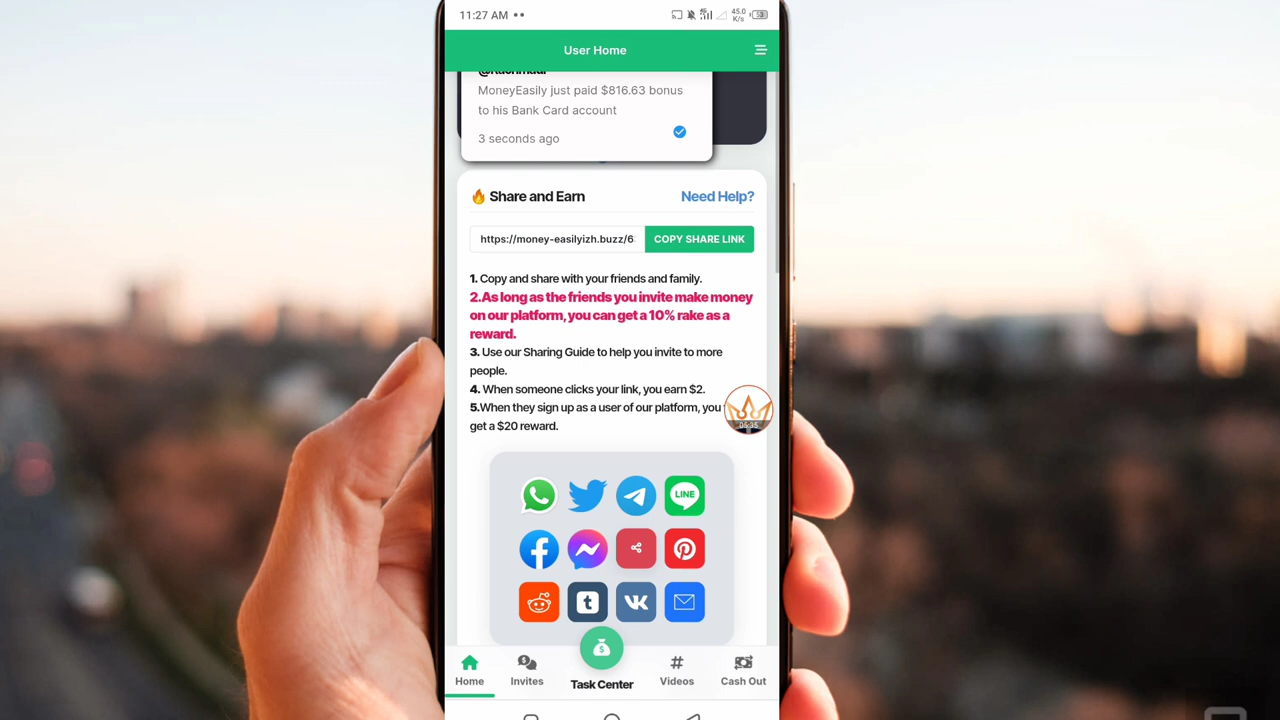 11:27 AM
45.0
K/s
53
User Home
MoneyEasily just paid $816.63 bonus
to his Bank Card account
3 seconds ago
🔥 Share and Earn
Need Help?
https://money-easilyizh.buzz/6
COPY SHARE LINK
1. Copy and share with your friends and family.
2.As long as the friends you invite make money
on our platform, you can get a 10% rake as a
reward.
3. Use our Sharing Guide to help you invite to more
people.
4. When someone clicks your link, you earn $2.
5.When they sign up as a user of our platform, you
get a $20 reward.
05:35
LINE
Home
Invites
Task Center
Videos
Cash Out